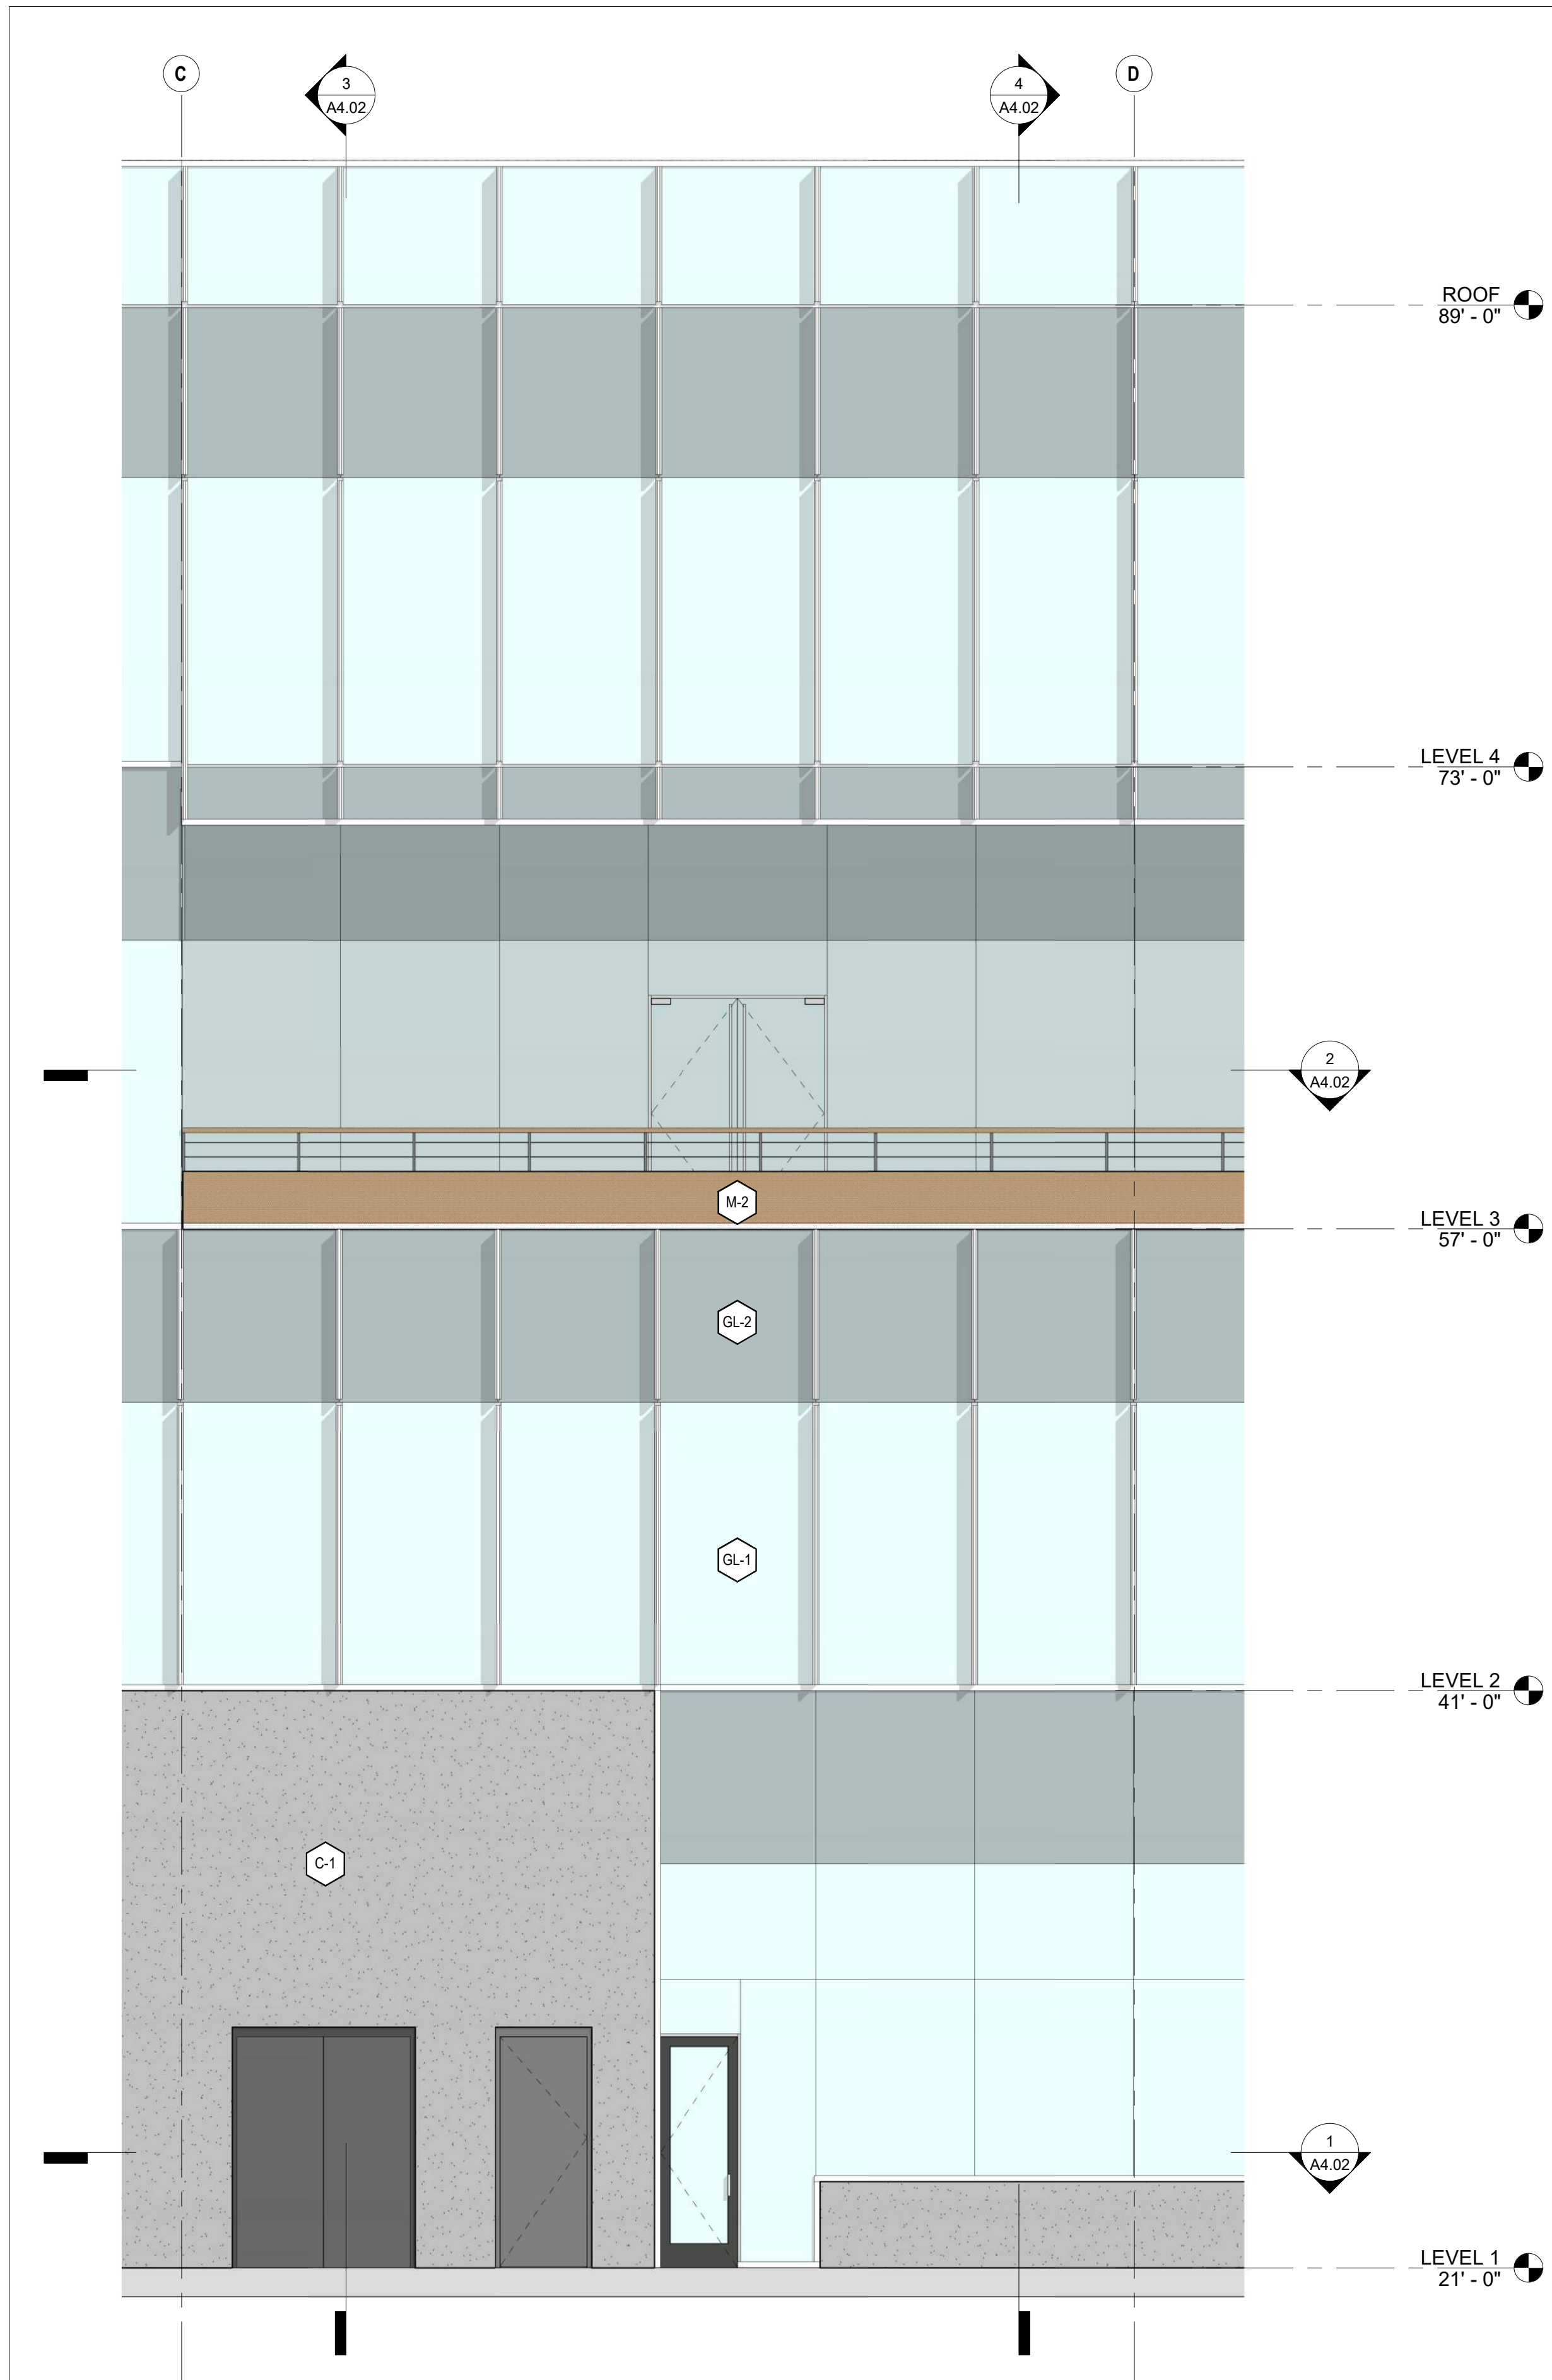 C
3
A4.02
4
A4.02
D
ROOF
89' - 0"
LEVEL 4
73' - 0"
2
A4.02
M-2
LEVEL 3
57' - 0"
GL-2
GL-1
LEVEL 2
41' - 0"
C-1
1
A4.02
LEVEL 1
21' - 0"